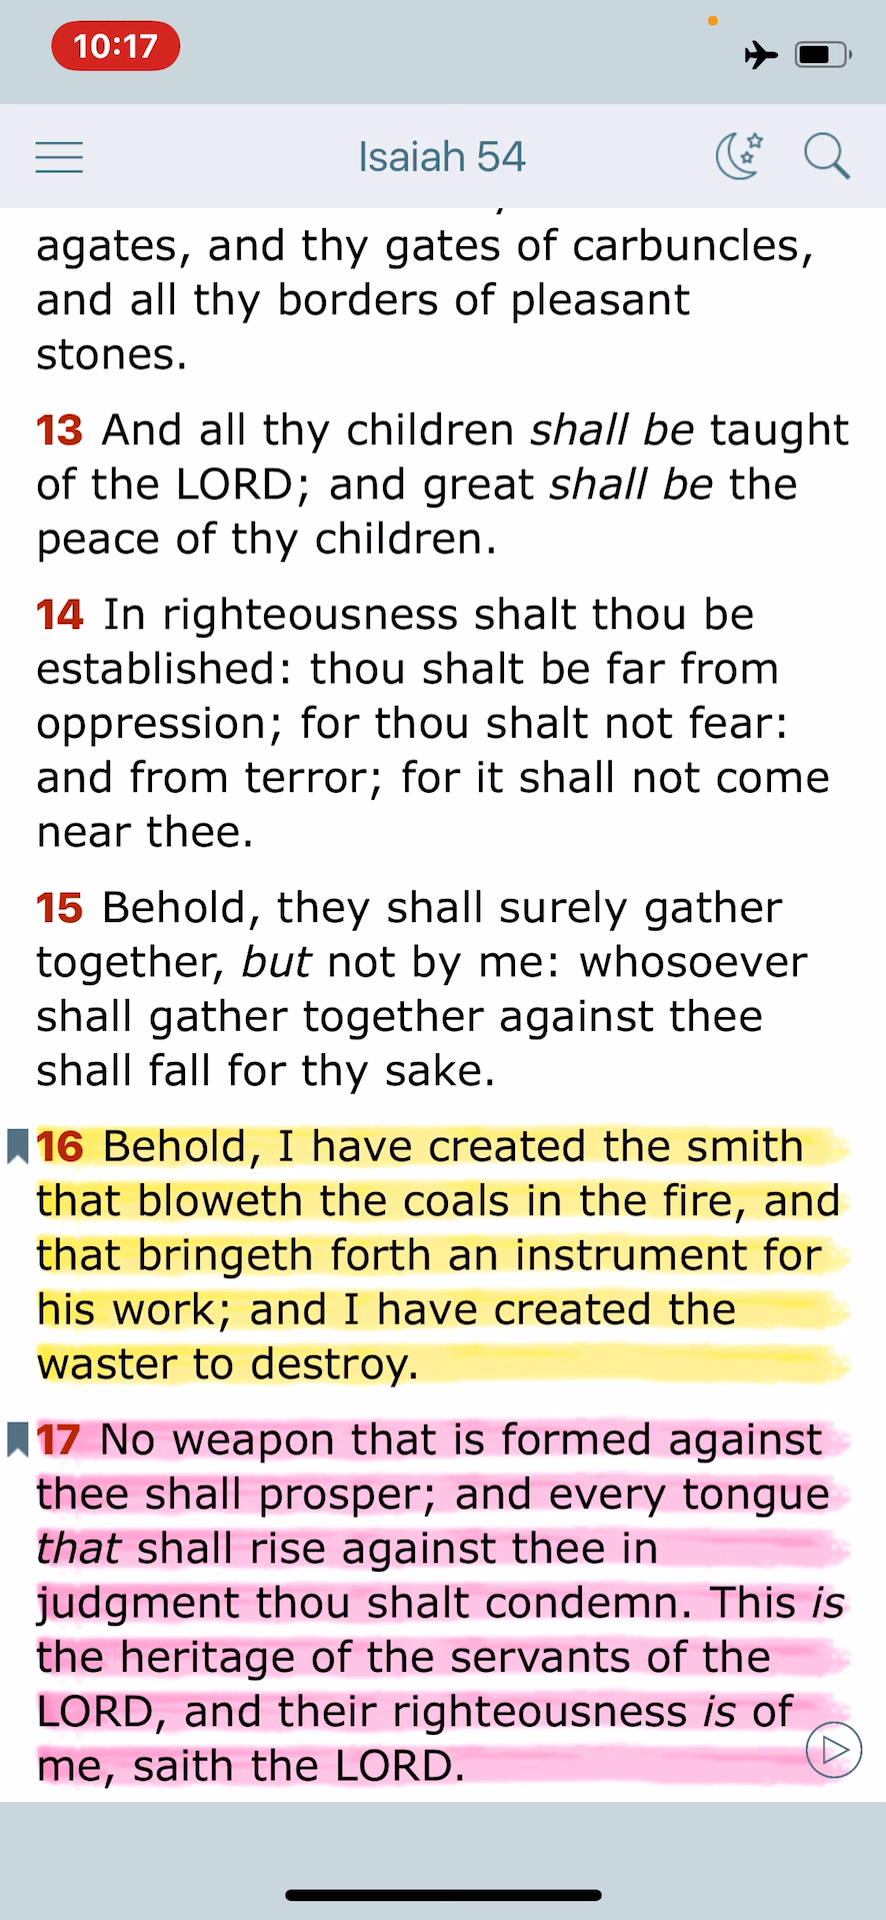 10:17
Isaiah 54
agates, and thy gates of carbuncles,
and all thy borders of pleasant
stones.
13 And all thy children shall be taught
of the LORD; and great shall be the
peace of thy children.
14 In righteousness shalt thou be
established: thou shalt be far from
oppression; for thou shalt not fear:
and from terror; for it shall not come
near thee.
15 Behold, they shall surely gather
together, but not by me: whosoever
shall gather together against thee
shall fall for thy sake.
16 Behold, I have created the smith
that bloweth the coals in the fire, and
that bringeth forth an instrument for
his work; and I have created the
waster to destroy.
17 No weapon that is formed against
thee shall prosper; and every tongue
that shall rise against thee in
judgment thou shalt condemn. This is
the heritage of the servants of the
LORD, and their righteousness is of
me, saith the LORD.